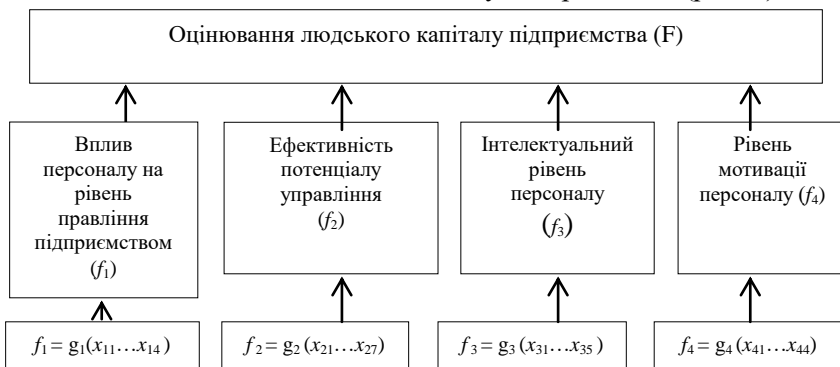 Оцінювання людського капіталу підприємства (F)
Вплив
персоналу на
рівень
правління
підприємством
(f₁)
Ефективність
потенціалу
управління
(f₂)
Інтелектуальний
рівень
персоналу
(f₃)
Рівень
мотивації
персоналу (f₄)
f₁ = g₁(x₁₁…x₁₄)
f₂ = g₂ (x₂₁…x₂₇)
f₃ = g₃ (x₃₁…x₃₅)
f₄ = g₄ (x₄₁…x₄₄)